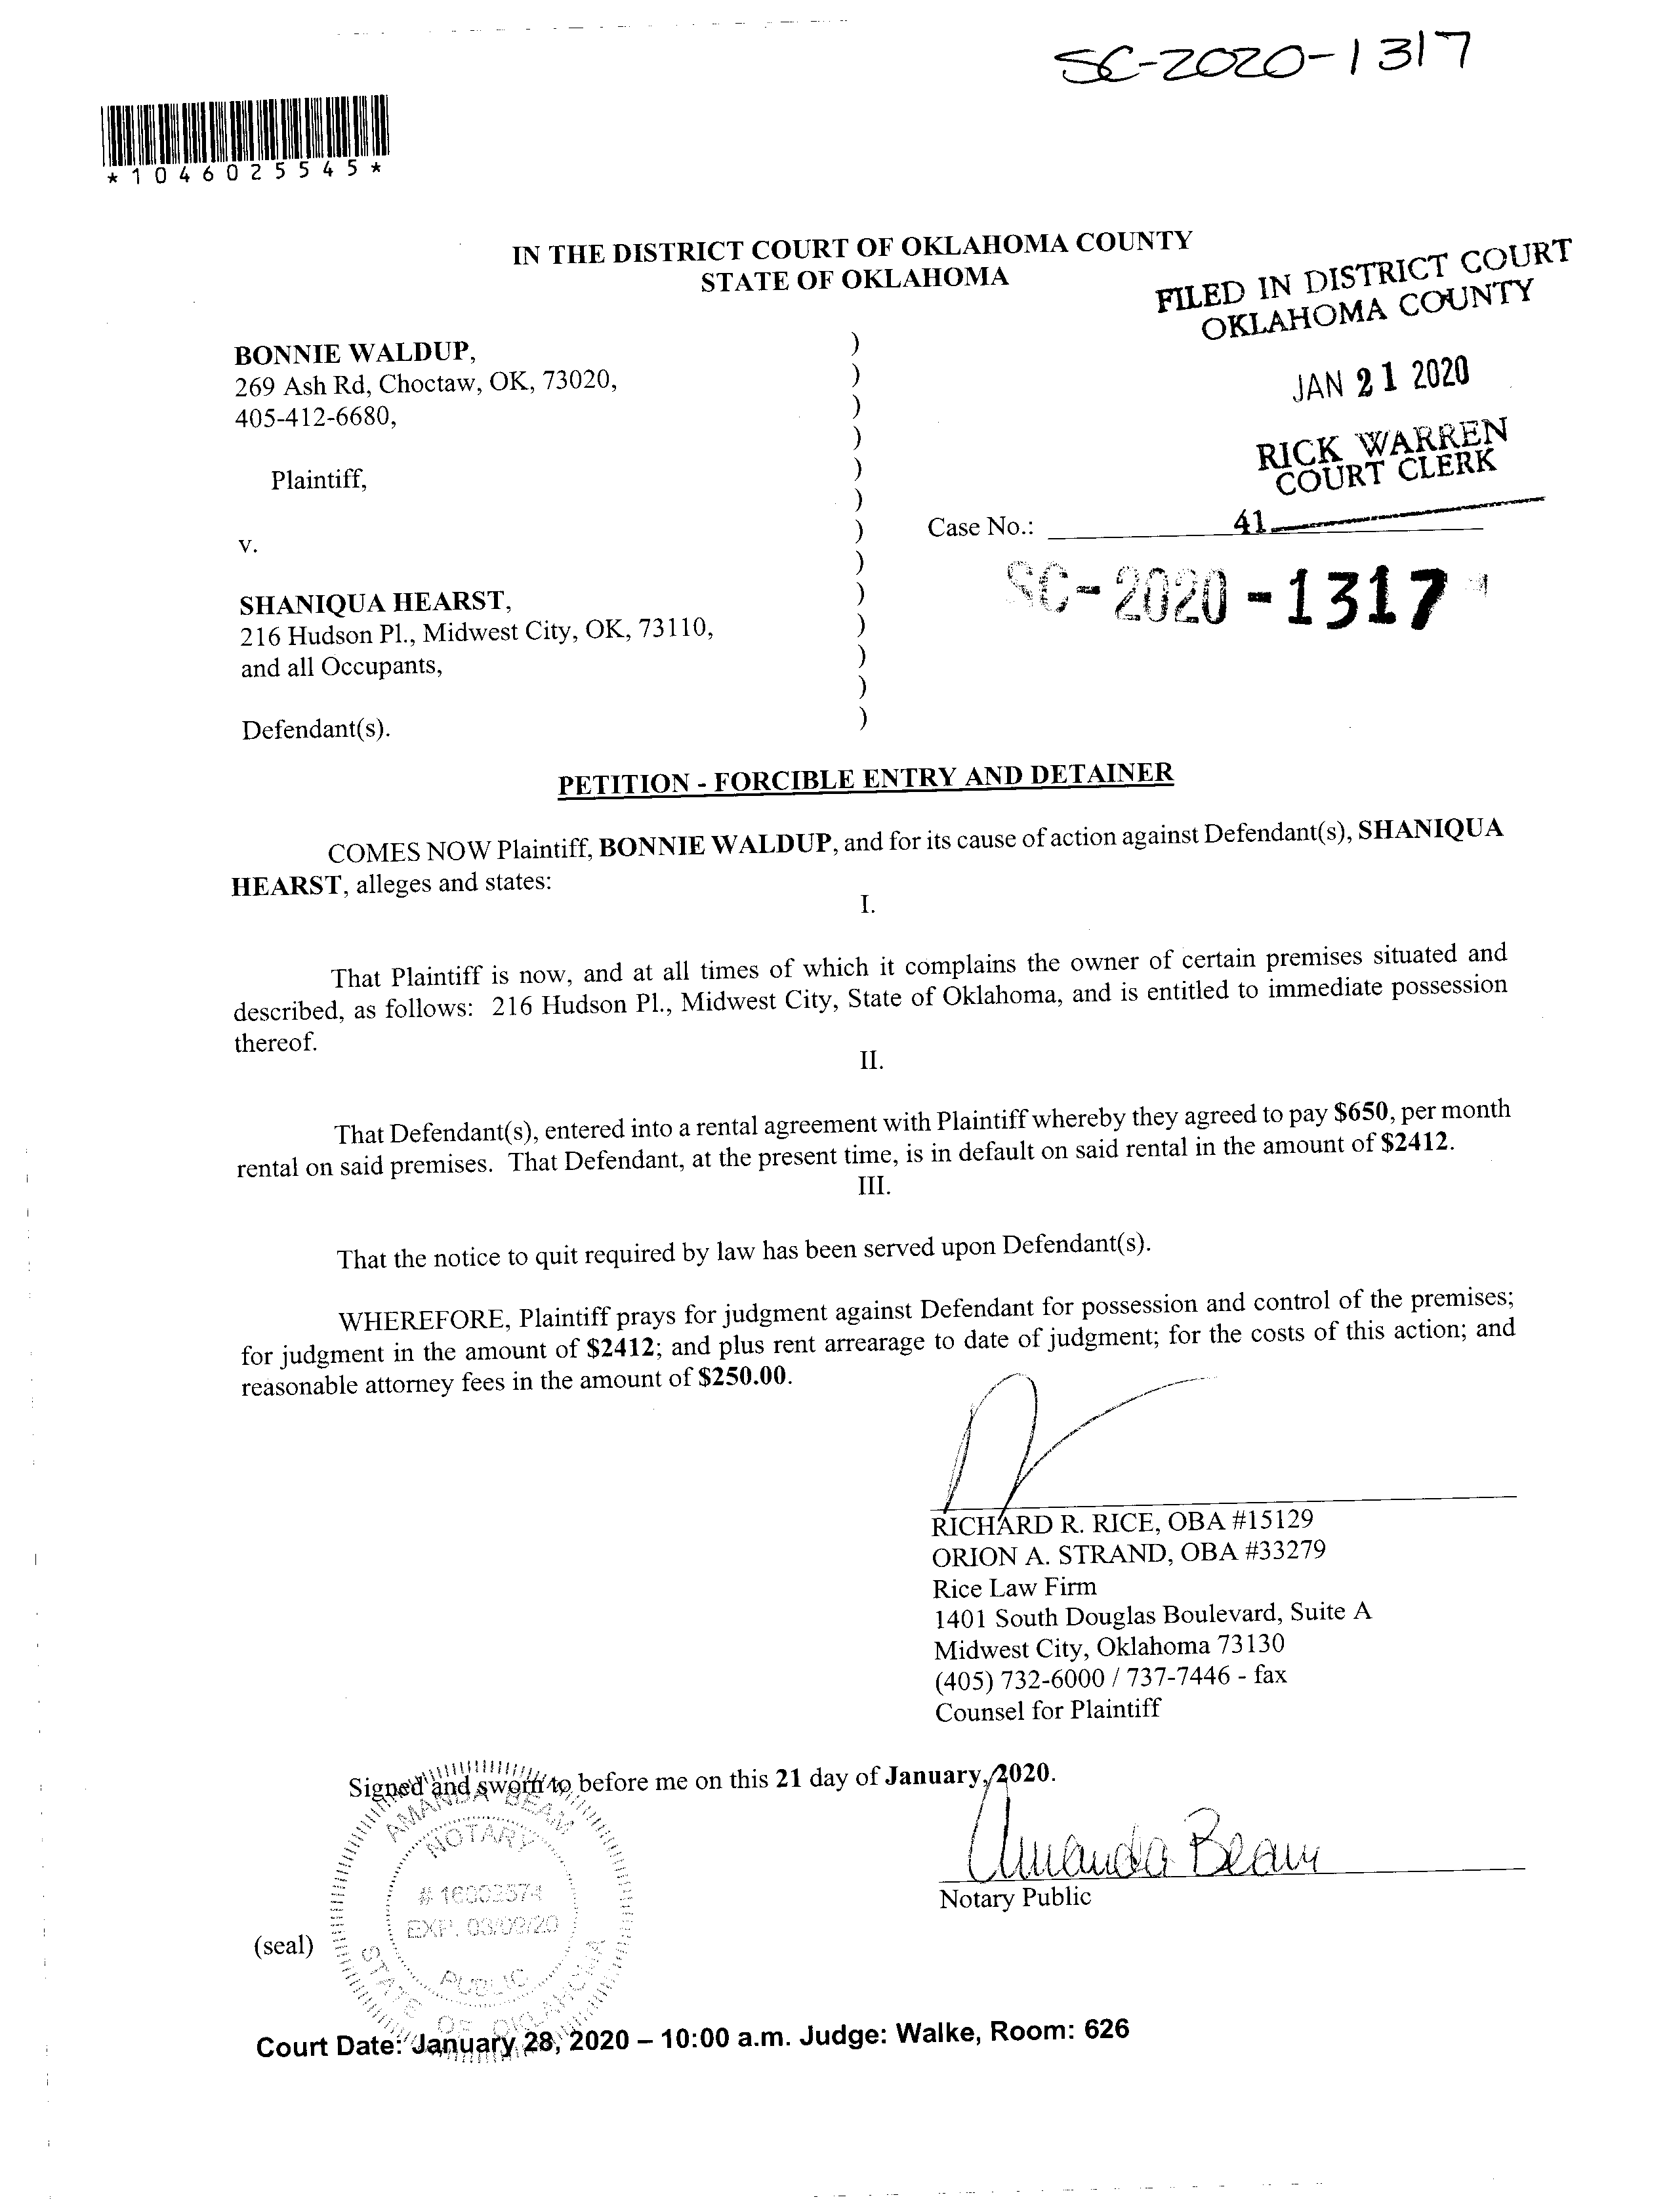 SC-2020-1317
*1046025545*
IN THE DISTRICT COURT OF OKLAHOMA COUNTY
STATE OF OKLAHOMA
FILED IN DISTRICT COURT
OKLAHOMA COUNTY
JAN 21 2020
RICK WARREN
COURT CLERK
41
BONNIE WALDUP,
269 Ash Rd, Choctaw, OK, 73020,
405-412-6680,
Plaintiff,
v.
SHANIQUA HEARST,
216 Hudson Pl., Midwest City, OK, 73110,
and all Occupants,
Defendant(s).
)
)
)
)
)
)
)
)
)
)
)
)
)
Case No.:
SC-2020-1317
PETITION - FORCIBLE ENTRY AND DETAINER
COMES NOW Plaintiff, BONNIE WALDUP, and for its cause of action against Defendant(s), SHANIQUA
HEARST, alleges and states:
I.
That Plaintiff is now, and at all times of which it complains the owner of certain premises situated and
described, as follows: 216 Hudson Pl., Midwest City, State of Oklahoma, and is entitled to immediate possession
thereof.
II.
That Defendant(s), entered into a rental agreement with Plaintiff whereby they agreed to pay $650, per month
rental on said premises. That Defendant, at the present time, is in default on said rental in the amount of $2412.
III.
That the notice to quit required by law has been served upon Defendant(s).
WHEREFORE, Plaintiff prays for judgment against Defendant for possession and control of the premises;
for judgment in the amount of $2412; and plus rent arrearage to date of judgment; for the costs of this action; and
reasonable attorney fees in the amount of $250.00.
RICHARD R. RICE, OBA #15129
ORION A. STRAND, OBA #33279
Rice Law Firm
1401 South Douglas Boulevard, Suite A
Midwest City, Oklahoma 73130
(405) 732-6000 / 737-7446 - fax
Counsel for Plaintiff
Signed and sworn to before me on this 21 day of January, 2020.
Amanda Beam
Notary Public
AMANDA BEAM
NOTARY
# 16002574
EXP. 03/09/20
PUBLIC
STATE OF OKLAHOMA
(seal)
Court Date: January 28, 2020 – 10:00 a.m. Judge: Walke, Room: 626